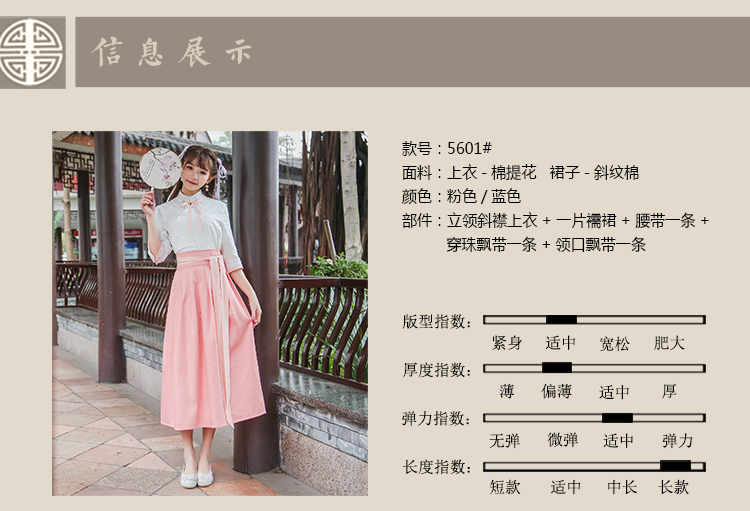 信息展示
款号：5601#
面料：上衣 - 棉提花 裙子 - 斜纹棉
颜色：粉色 / 蓝色
部件：立领斜襟上衣 + 一片襦裙 + 腰带一条 +
穿珠飘带一条 + 领口飘带一条
版型指数：
紧身 适中 宽松 肥大
厚度指数：
薄 偏薄 适中 厚
弹力指数：
无弹 微弹 适中 弹力
长度指数：
短款 适中 中长 长款